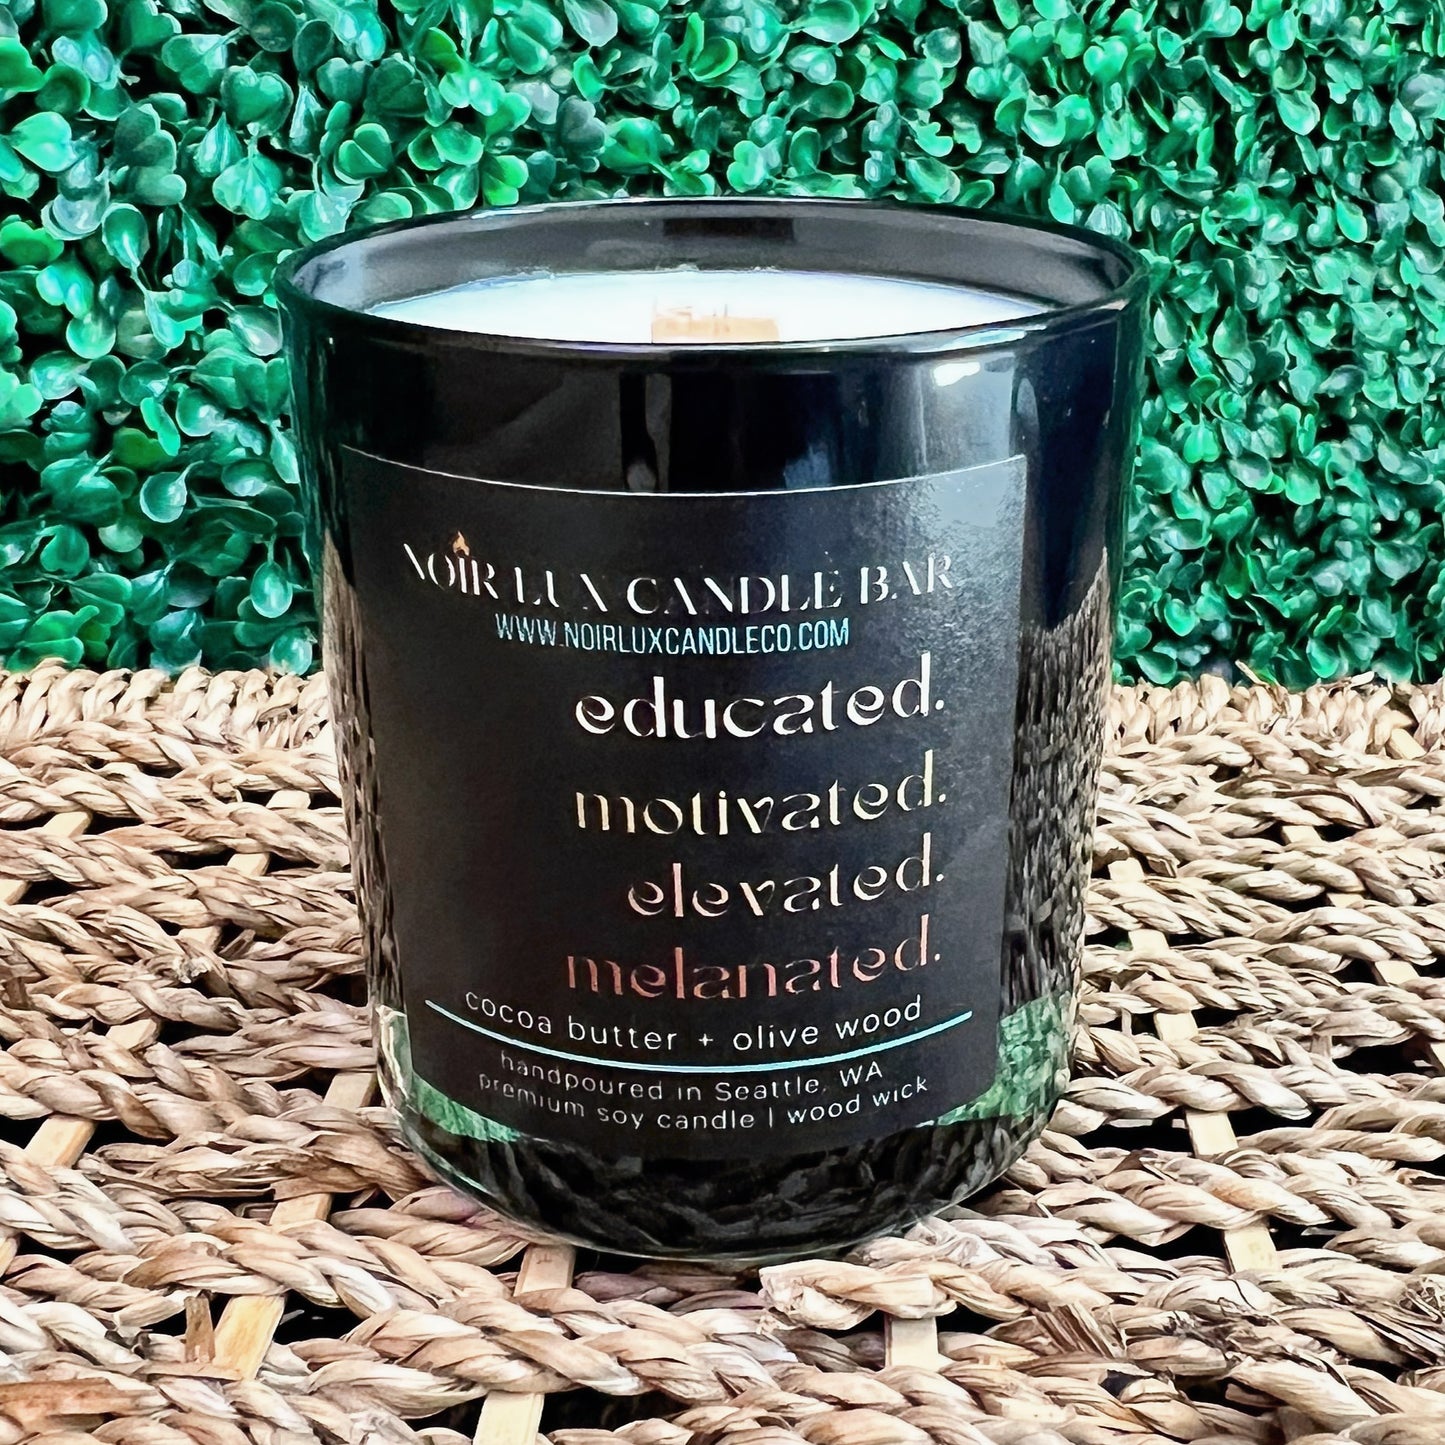 NOIR LUX CANDLE BAR
WWW.NOIRLUXCANDLECO.COM
educated.
motivated.
elevated.
melanated.
cocoa butter + olive wood
handpoured in Seattle, WA
premium soy candle | wood wick